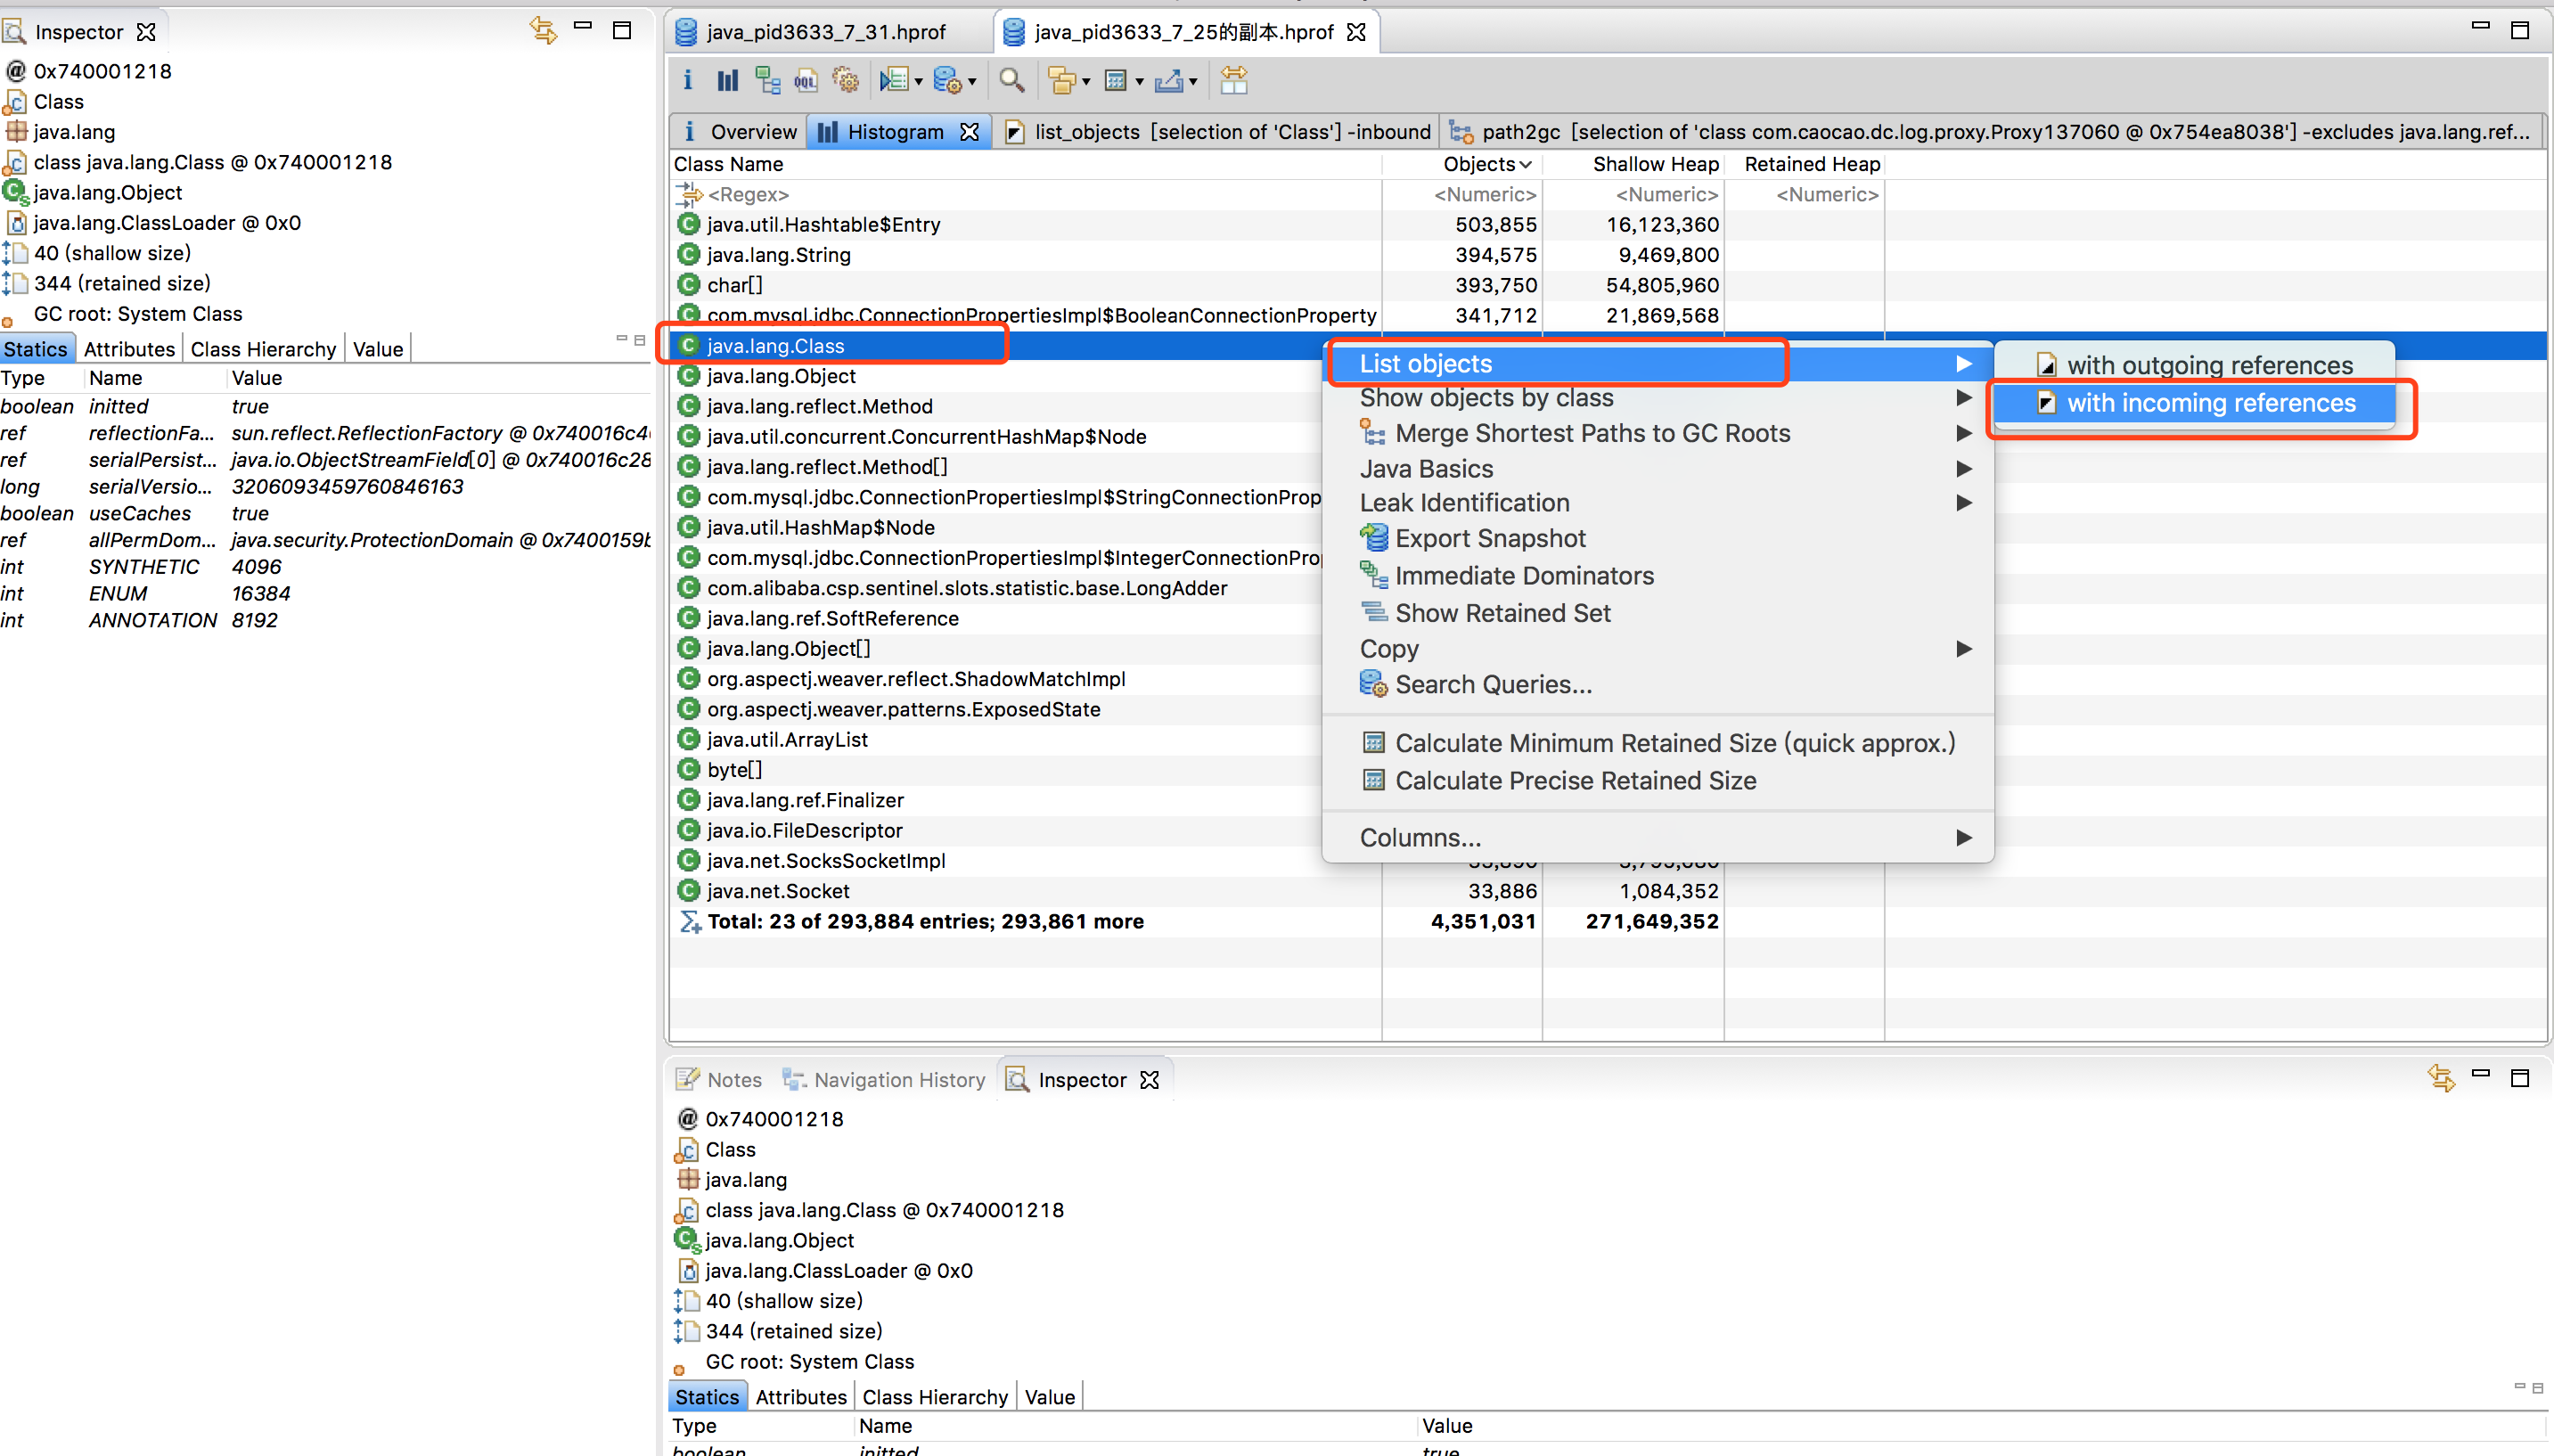 Inspector
@ 0x740001218
Class
java.lang
class java.lang.Class @ 0x740001218
java.lang.Object
java.lang.ClassLoader @ 0x0
40 (shallow size)
344 (retained size)
GC root: System Class
Statics Attributes Class Hierarchy Value
Type Name Value
boolean initted true
ref reflectionFa... sun.reflect.ReflectionFactory @ 0x740016c4
ref serialPersist... java.io.ObjectStreamField[0] @ 0x740016c28
long serialVersio... 3206093459760846163
boolean useCaches true
ref allPermDom... java.security.ProtectionDomain @ 0x7400159b
int SYNTHETIC 4096
int ENUM 16384
int ANNOTATION 8192
java_pid3633_7_31.hprof java_pid3633_7_25的副本.hprof
i OQL
i Overview Histogram list_objects [selection of 'Class'] -inbound path2gc [selection of 'class com.caocao.dc.log.proxy.Proxy137060 @ 0x754ea8038'] -excludes java.lang.ref...
Class Name Objects Shallow Heap Retained Heap
<Regex> <Numeric> <Numeric> <Numeric>
java.util.Hashtable$Entry 503,855 16,123,360
java.lang.String 394,575 9,469,800
char[] 393,750 54,805,960
com.mysql.jdbc.ConnectionPropertiesImpl$BooleanConnectionProperty 341,712 21,869,568
java.lang.Class
java.lang.Object
java.lang.reflect.Method
java.util.concurrent.ConcurrentHashMap$Node
java.lang.reflect.Method[]
com.mysql.jdbc.ConnectionPropertiesImpl$StringConnectionProp
java.util.HashMap$Node
com.mysql.jdbc.ConnectionPropertiesImpl$IntegerConnectionPro
com.alibaba.csp.sentinel.slots.statistic.base.LongAdder
java.lang.ref.SoftReference
java.lang.Object[]
org.aspectj.weaver.reflect.ShadowMatchImpl
org.aspectj.weaver.patterns.ExposedState
java.util.ArrayList
byte[]
java.lang.ref.Finalizer
java.io.FileDescriptor
java.net.SocksSocketImpl
java.net.Socket 33,886 1,084,352
Total: 23 of 293,884 entries; 293,861 more 4,351,031 271,649,352
List objects
Show objects by class
Merge Shortest Paths to GC Roots
Java Basics
Leak Identification
Export Snapshot
Immediate Dominators
Show Retained Set
Copy
Search Queries...
Calculate Minimum Retained Size (quick approx.)
Calculate Precise Retained Size
Columns...
with outgoing references
with incoming references
Notes Navigation History Inspector
@ 0x740001218
Class
java.lang
class java.lang.Class @ 0x740001218
java.lang.Object
java.lang.ClassLoader @ 0x0
40 (shallow size)
344 (retained size)
GC root: System Class
Statics Attributes Class Hierarchy Value
Type Name Value
boolean initted true